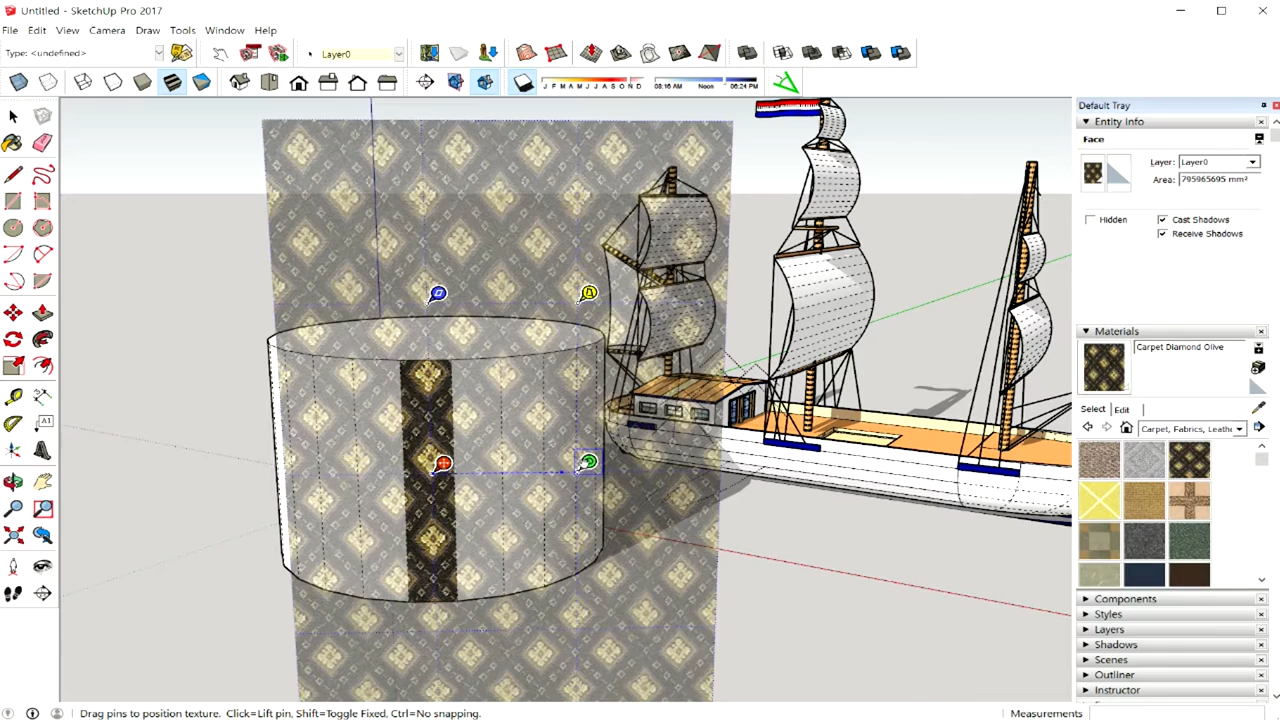 Untitled - SketchUp Pro 2017
File Edit View Camera Draw Tools Window Help
Type: <undefined>
Layer0
J F M A M J J A S O N D
08:16 AM Noon 06:24 PM
A1
Default Tray
Entity Info
Face
Layer: Layer0
Area: 795965695 mm²
Hidden
Cast Shadows
Receive Shadows
Materials
Carpet Diamond Olive
Select Edit
Carpet, Fabrics, Leathe
Components
Styles
Layers
Shadows
Scenes
Outliner
Instructor
Drag pins to position texture. Click=Lift pin, Shift=Toggle Fixed, Ctrl=No snapping.
Measurements